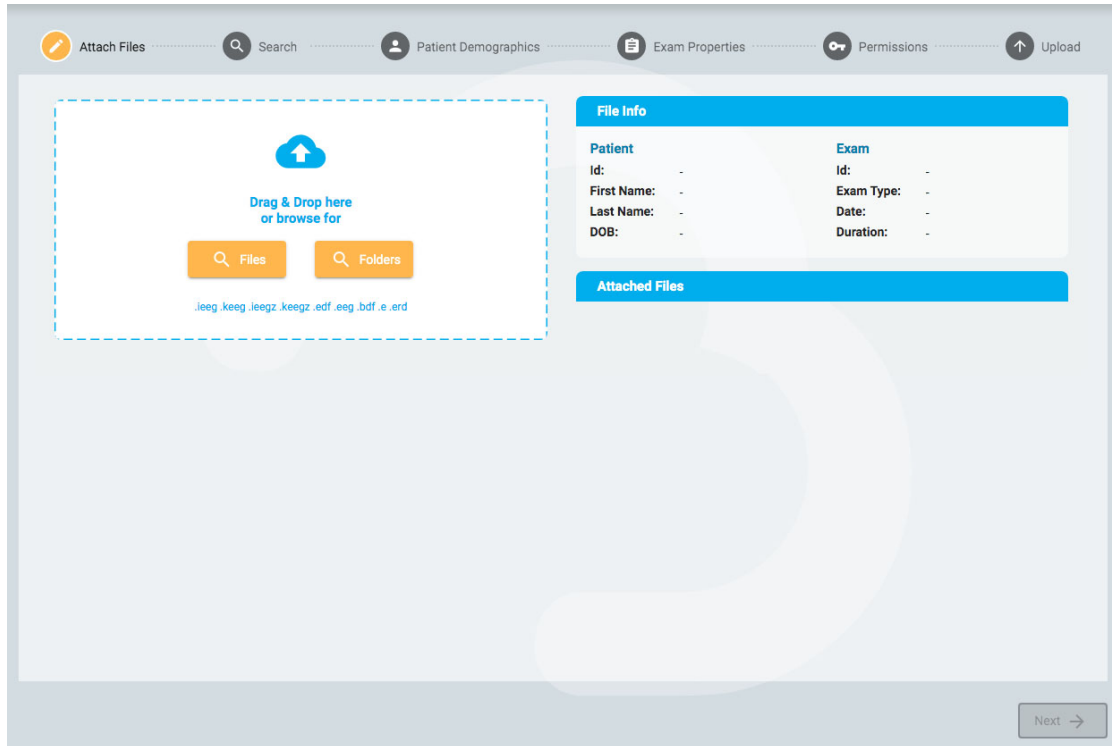 Attach Files
Search
Patient Demographics
Exam Properties
Permissions
Upload
Drag & Drop here
or browse for
Files
Folders
.ieeg .keeg .ieegz .keegz .edf .eeg .bdf .e .erd
File Info
Patient
Id: -
First Name: -
Last Name: -
DOB: -
Exam
Id: -
Exam Type: -
Date: -
Duration: -
Attached Files
Next